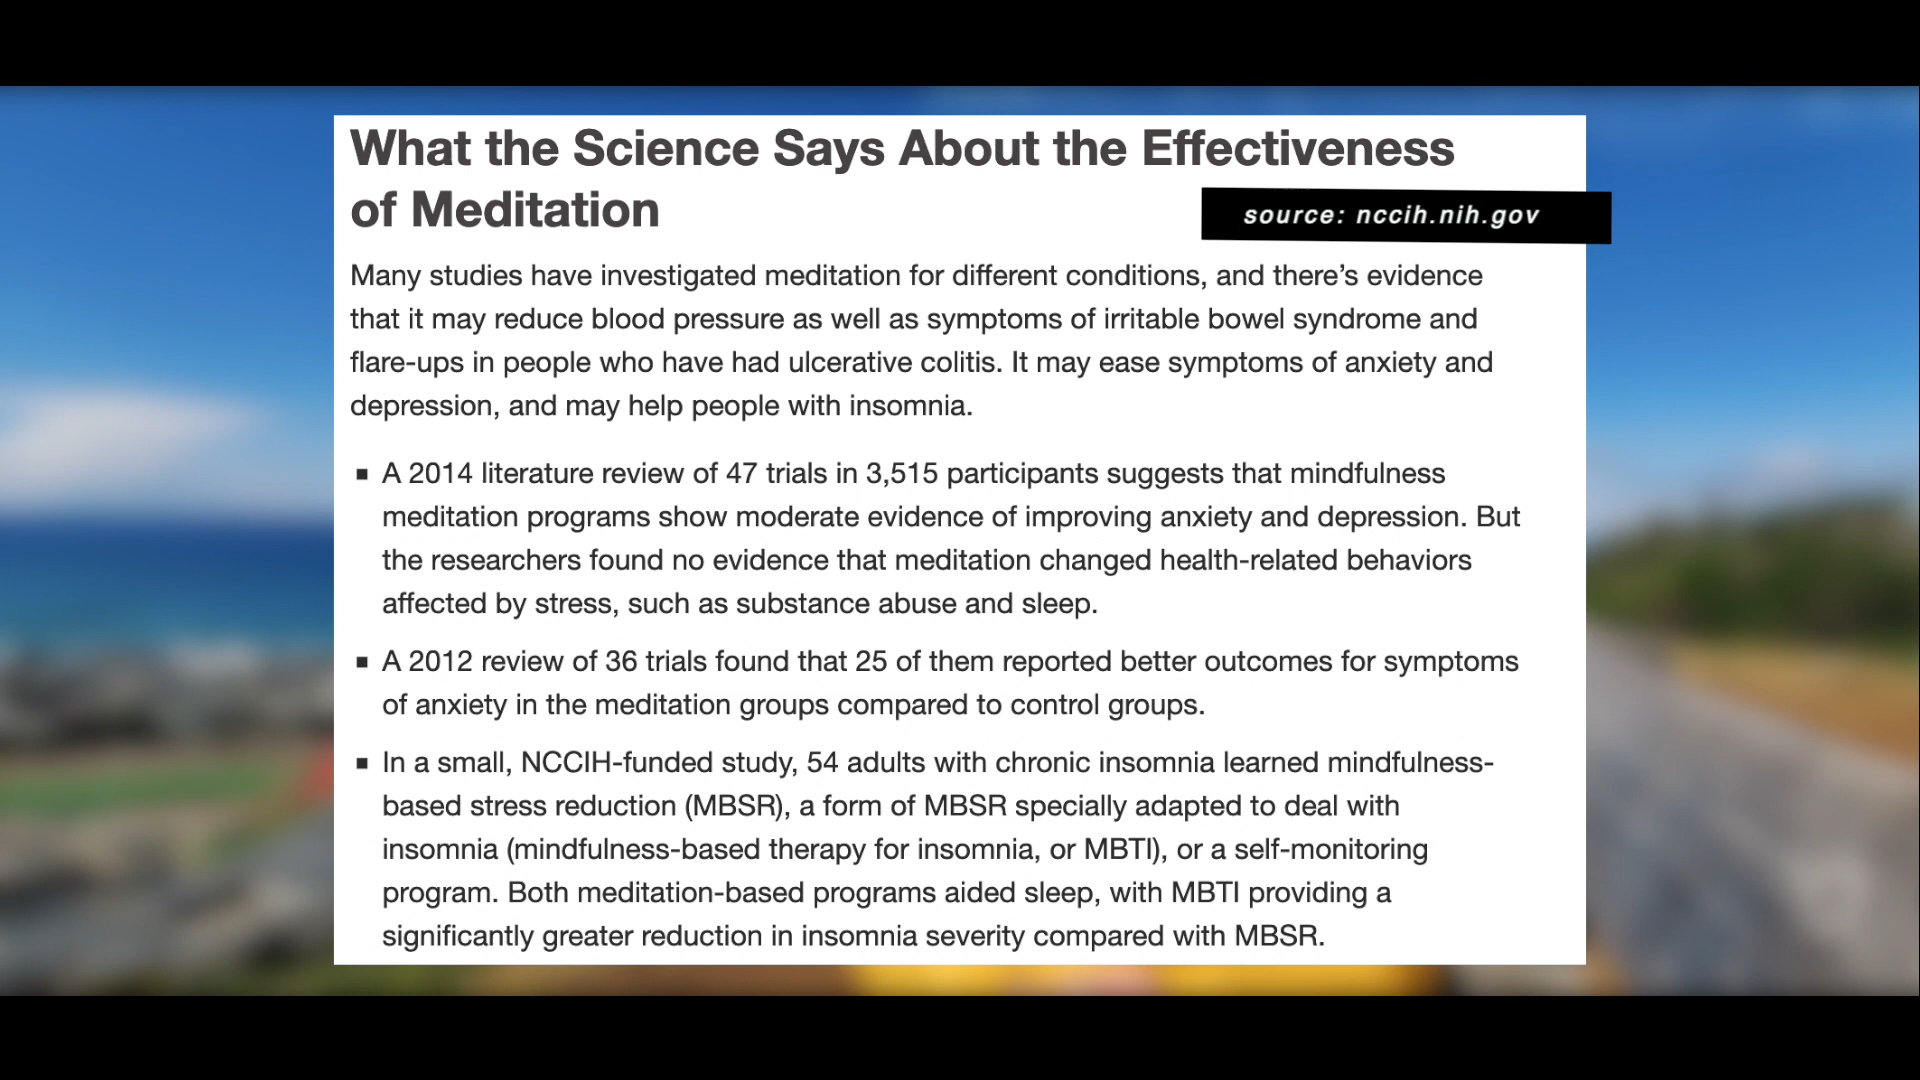 What the Science Says About the Effectiveness
of Meditation
source: nccih.nih.gov
Many studies have investigated meditation for different conditions, and there’s evidence
that it may reduce blood pressure as well as symptoms of irritable bowel syndrome and
flare-ups in people who have had ulcerative colitis. It may ease symptoms of anxiety and
depression, and may help people with insomnia.
▪ A 2014 literature review of 47 trials in 3,515 participants suggests that mindfulness
meditation programs show moderate evidence of improving anxiety and depression. But
the researchers found no evidence that meditation changed health-related behaviors
affected by stress, such as substance abuse and sleep.
▪ A 2012 review of 36 trials found that 25 of them reported better outcomes for symptoms
of anxiety in the meditation groups compared to control groups.
▪ In a small, NCCIH-funded study, 54 adults with chronic insomnia learned mindfulness-
based stress reduction (MBSR), a form of MBSR specially adapted to deal with
insomnia (mindfulness-based therapy for insomnia, or MBTI), or a self-monitoring
program. Both meditation-based programs aided sleep, with MBTI providing a
significantly greater reduction in insomnia severity compared with MBSR.